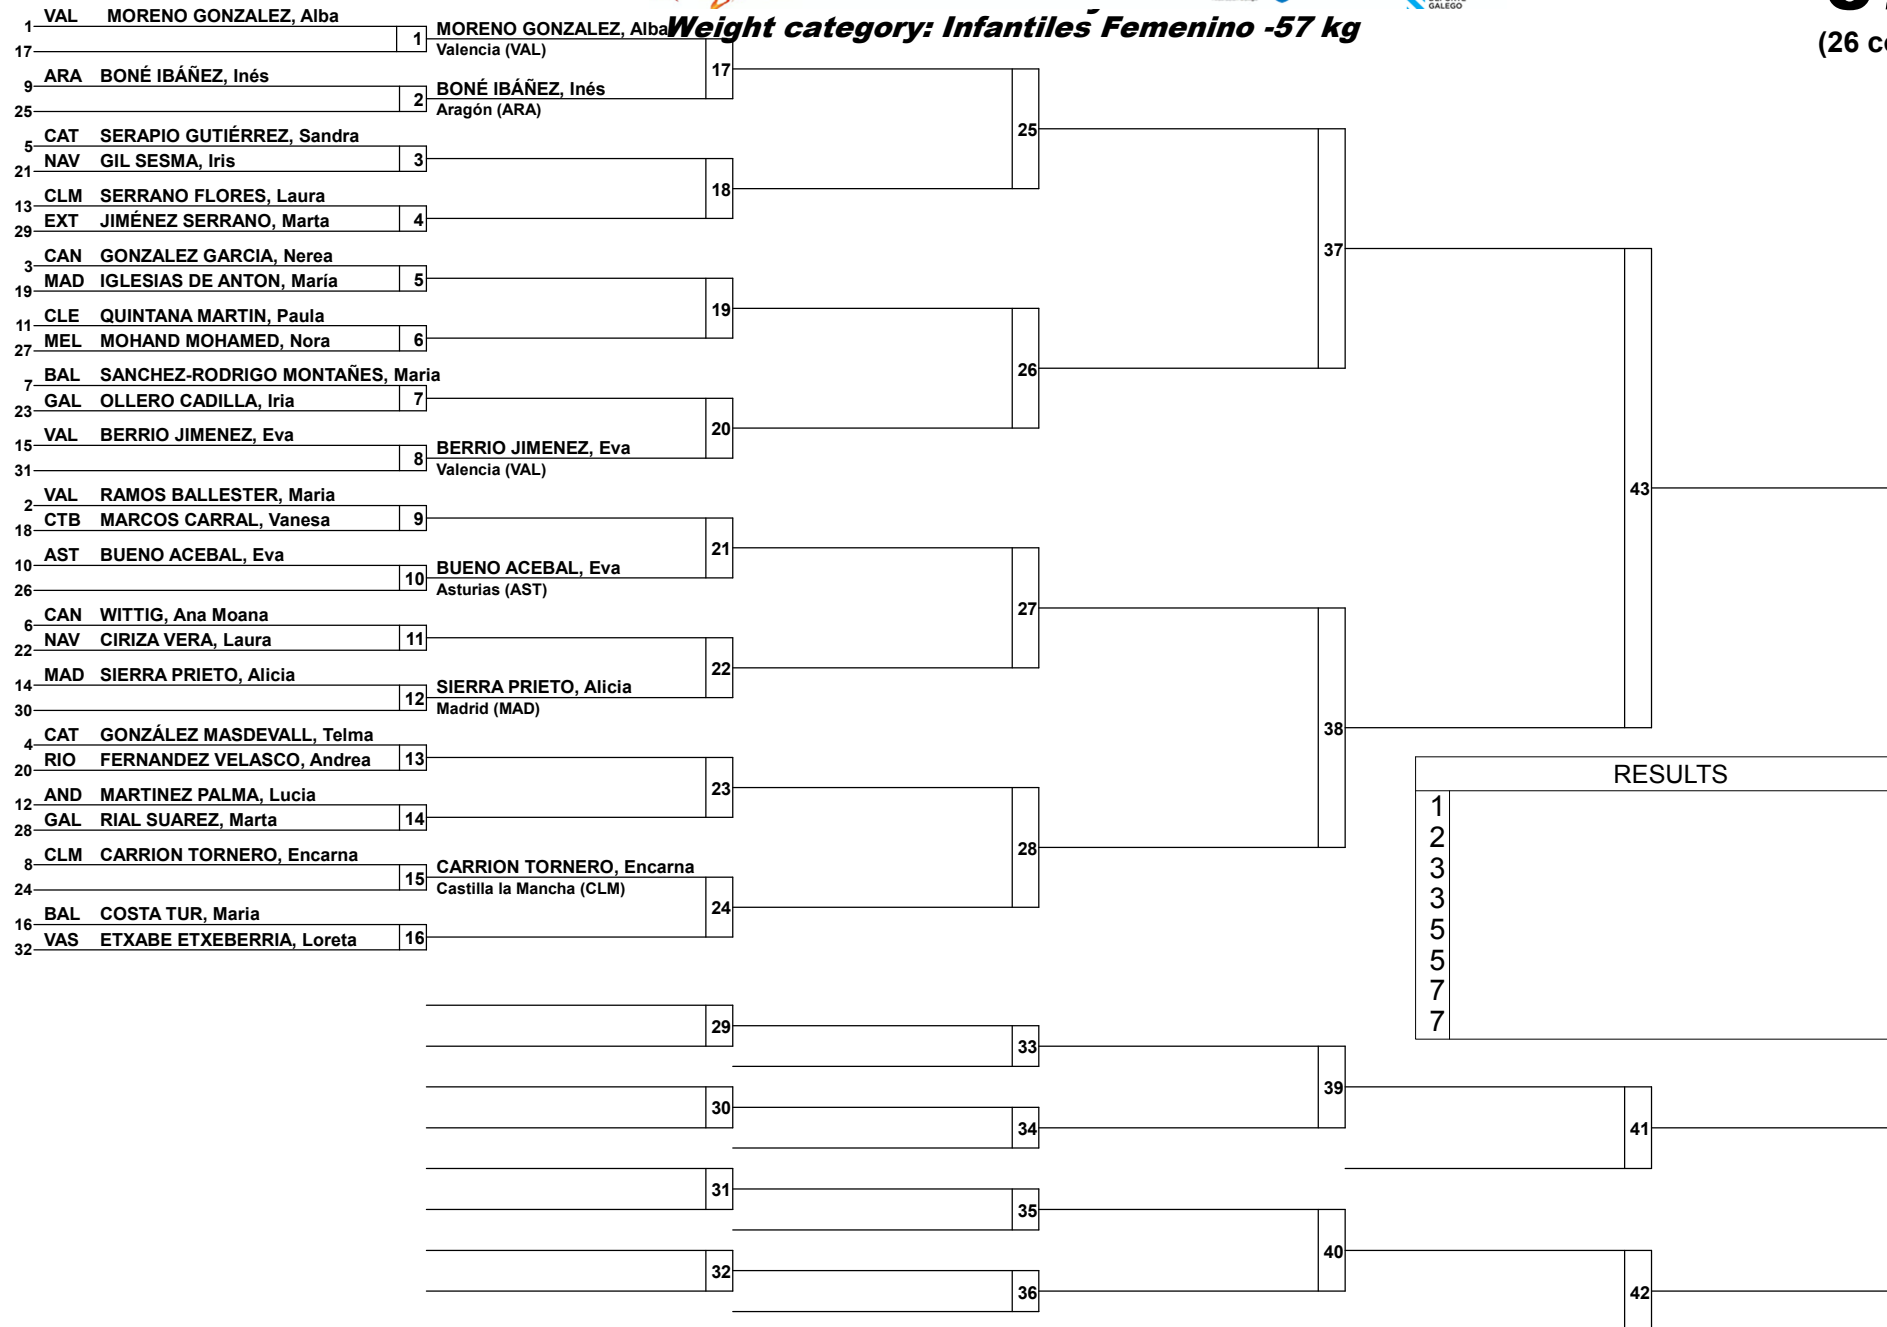 GALEGO
Weight category: Infantiles Femenino -57 kg
(26
1 VAL MORENO GONZALEZ, Alba
17
1 MORENO GONZALEZ, Alba
Valencia (VAL)
9 ARA BONÉ IBÁÑEZ, Inés
25
2 BONÉ IBÁÑEZ, Inés
Aragón (ARA)
17
5 CAT SERAPIO GUTIÉRREZ, Sandra
21 NAV GIL SESMA, Iris
3
13 CLM SERRANO FLORES, Laura
29 EXT JIMÉNEZ SERRANO, Marta
4
18
25
3 CAN GONZALEZ GARCIA, Nerea
19 MAD IGLESIAS DE ANTON, María
5
11 CLE QUINTANA MARTIN, Paula
27 MEL MOHAND MOHAMED, Nora
6
19
7 BAL SANCHEZ-RODRIGO MONTAÑES, Maria
23 GAL OLLERO CADILLA, Iria
7
15 VAL BERRIO JIMENEZ, Eva
31
8 BERRIO JIMENEZ, Eva
Valencia (VAL)
20
26
37
2 VAL RAMOS BALLESTER, Maria
18 CTB MARCOS CARRAL, Vanesa
9
10 AST BUENO ACEBAL, Eva
26
10 BUENO ACEBAL, Eva
Asturias (AST)
21
6 CAN WITTIG, Ana Moana
22 NAV CIRIZA VERA, Laura
11
14 MAD SIERRA PRIETO, Alicia
30
12 SIERRA PRIETO, Alicia
Madrid (MAD)
22
27
4 CAT GONZÁLEZ MASDEVALL, Telma
20 RIO FERNANDEZ VELASCO, Andrea
13
12 AND MARTINEZ PALMA, Lucia
28 GAL RIAL SUAREZ, Marta
14
23
8 CLM CARRION TORNERO, Encarna
24
15 CARRION TORNERO, Encarna
Castilla la Mancha (CLM)
16 BAL COSTA TUR, Maria
32 VAS ETXABE ETXEBERRIA, Loreta
16
24
28
38
43
RESULTS
1
2
3
3
5
5
7
7
29
33
30
34
39
41
31
35
32
36
40
42